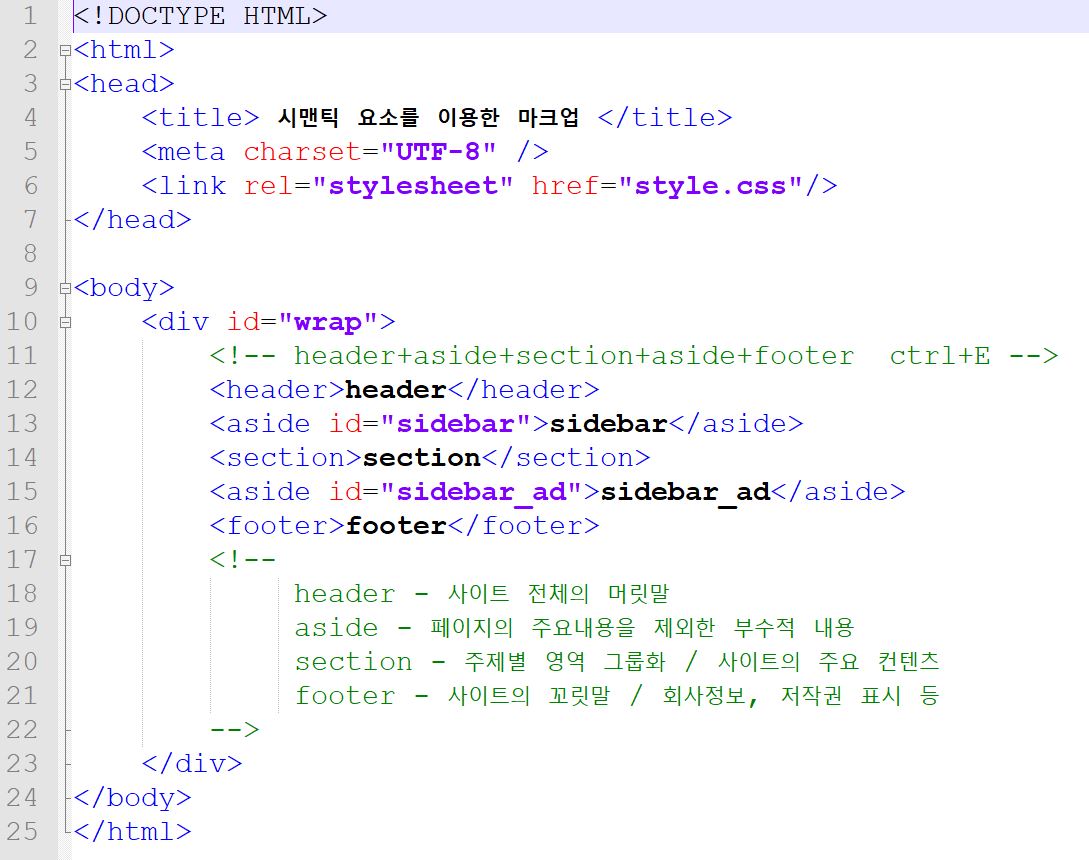 1 <!DOCTYPE HTML>
2 <html>
3 <head>
4 <title> 시맨틱 요소를 이용한 마크업 </title>
5 <meta charset="UTF-8" />
6 <link rel="stylesheet" href="style.css"/>
7 </head>
8
9 <body>
10 <div id="wrap">
11 <!-- header+aside+section+aside+footer  ctrl+E -->
12 <header>header</header>
13 <aside id="sidebar">sidebar</aside>
14 <section>section</section>
15 <aside id="sidebar_ad">sidebar_ad</aside>
16 <footer>footer</footer>
17 <!--
18 header - 사이트 전체의 머릿말
19 aside - 페이지의 주요내용을 제외한 부수적 내용
20 section - 주제별 영역 그룹화 / 사이트의 주요 컨텐츠
21 footer - 사이트의 꼬릿말 / 회사정보, 저작권 표시 등
22 -->
23 </div>
24 </body>
25 </html>